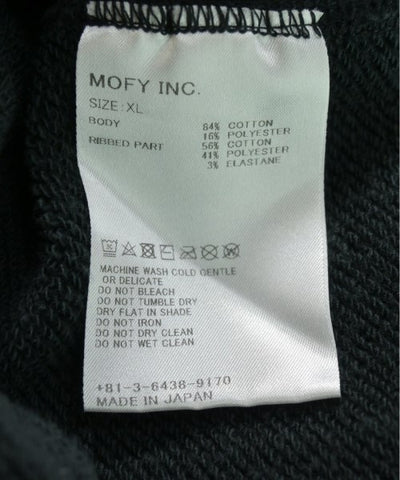 MOFY INC.
SIZE:XL
BODY 84% COTTON
16% POLYESTER
RIBBED PART 56% COTTON
41% POLYESTER
3% ELASTANE
MACHINE WASH COLD GENTLE
OR DELICATE
DO NOT BLEACH
DO NOT TUMBLE DRY
DRY FLAT IN SHADE
DO NOT IRON
DO NOT DRY CLEAN
DO NOT WET CLEAN
+81-3-6438-9170
MADE IN JAPAN